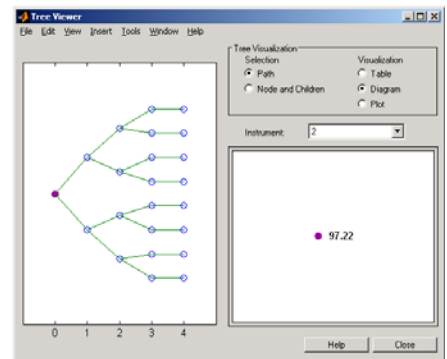 Tree Viewer
File Edit View Insert Tools Window Help
Tree Visualization
Selection
Visualization
Path
Table
Node and Children
Diagram
Plot
Instrument: 2
97.22
0 1 2 3 4
Help Close